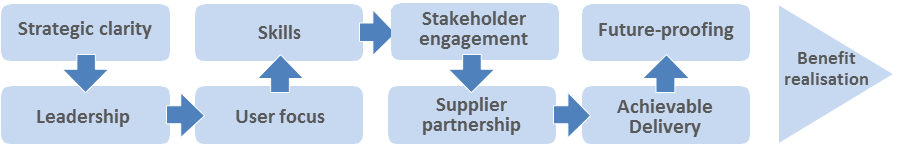 Strategic clarity
Leadership
User focus
Skills
Stakeholder
engagement
Supplier
partnership
Achievable
Delivery
Future-proofing
Benefit
realisation